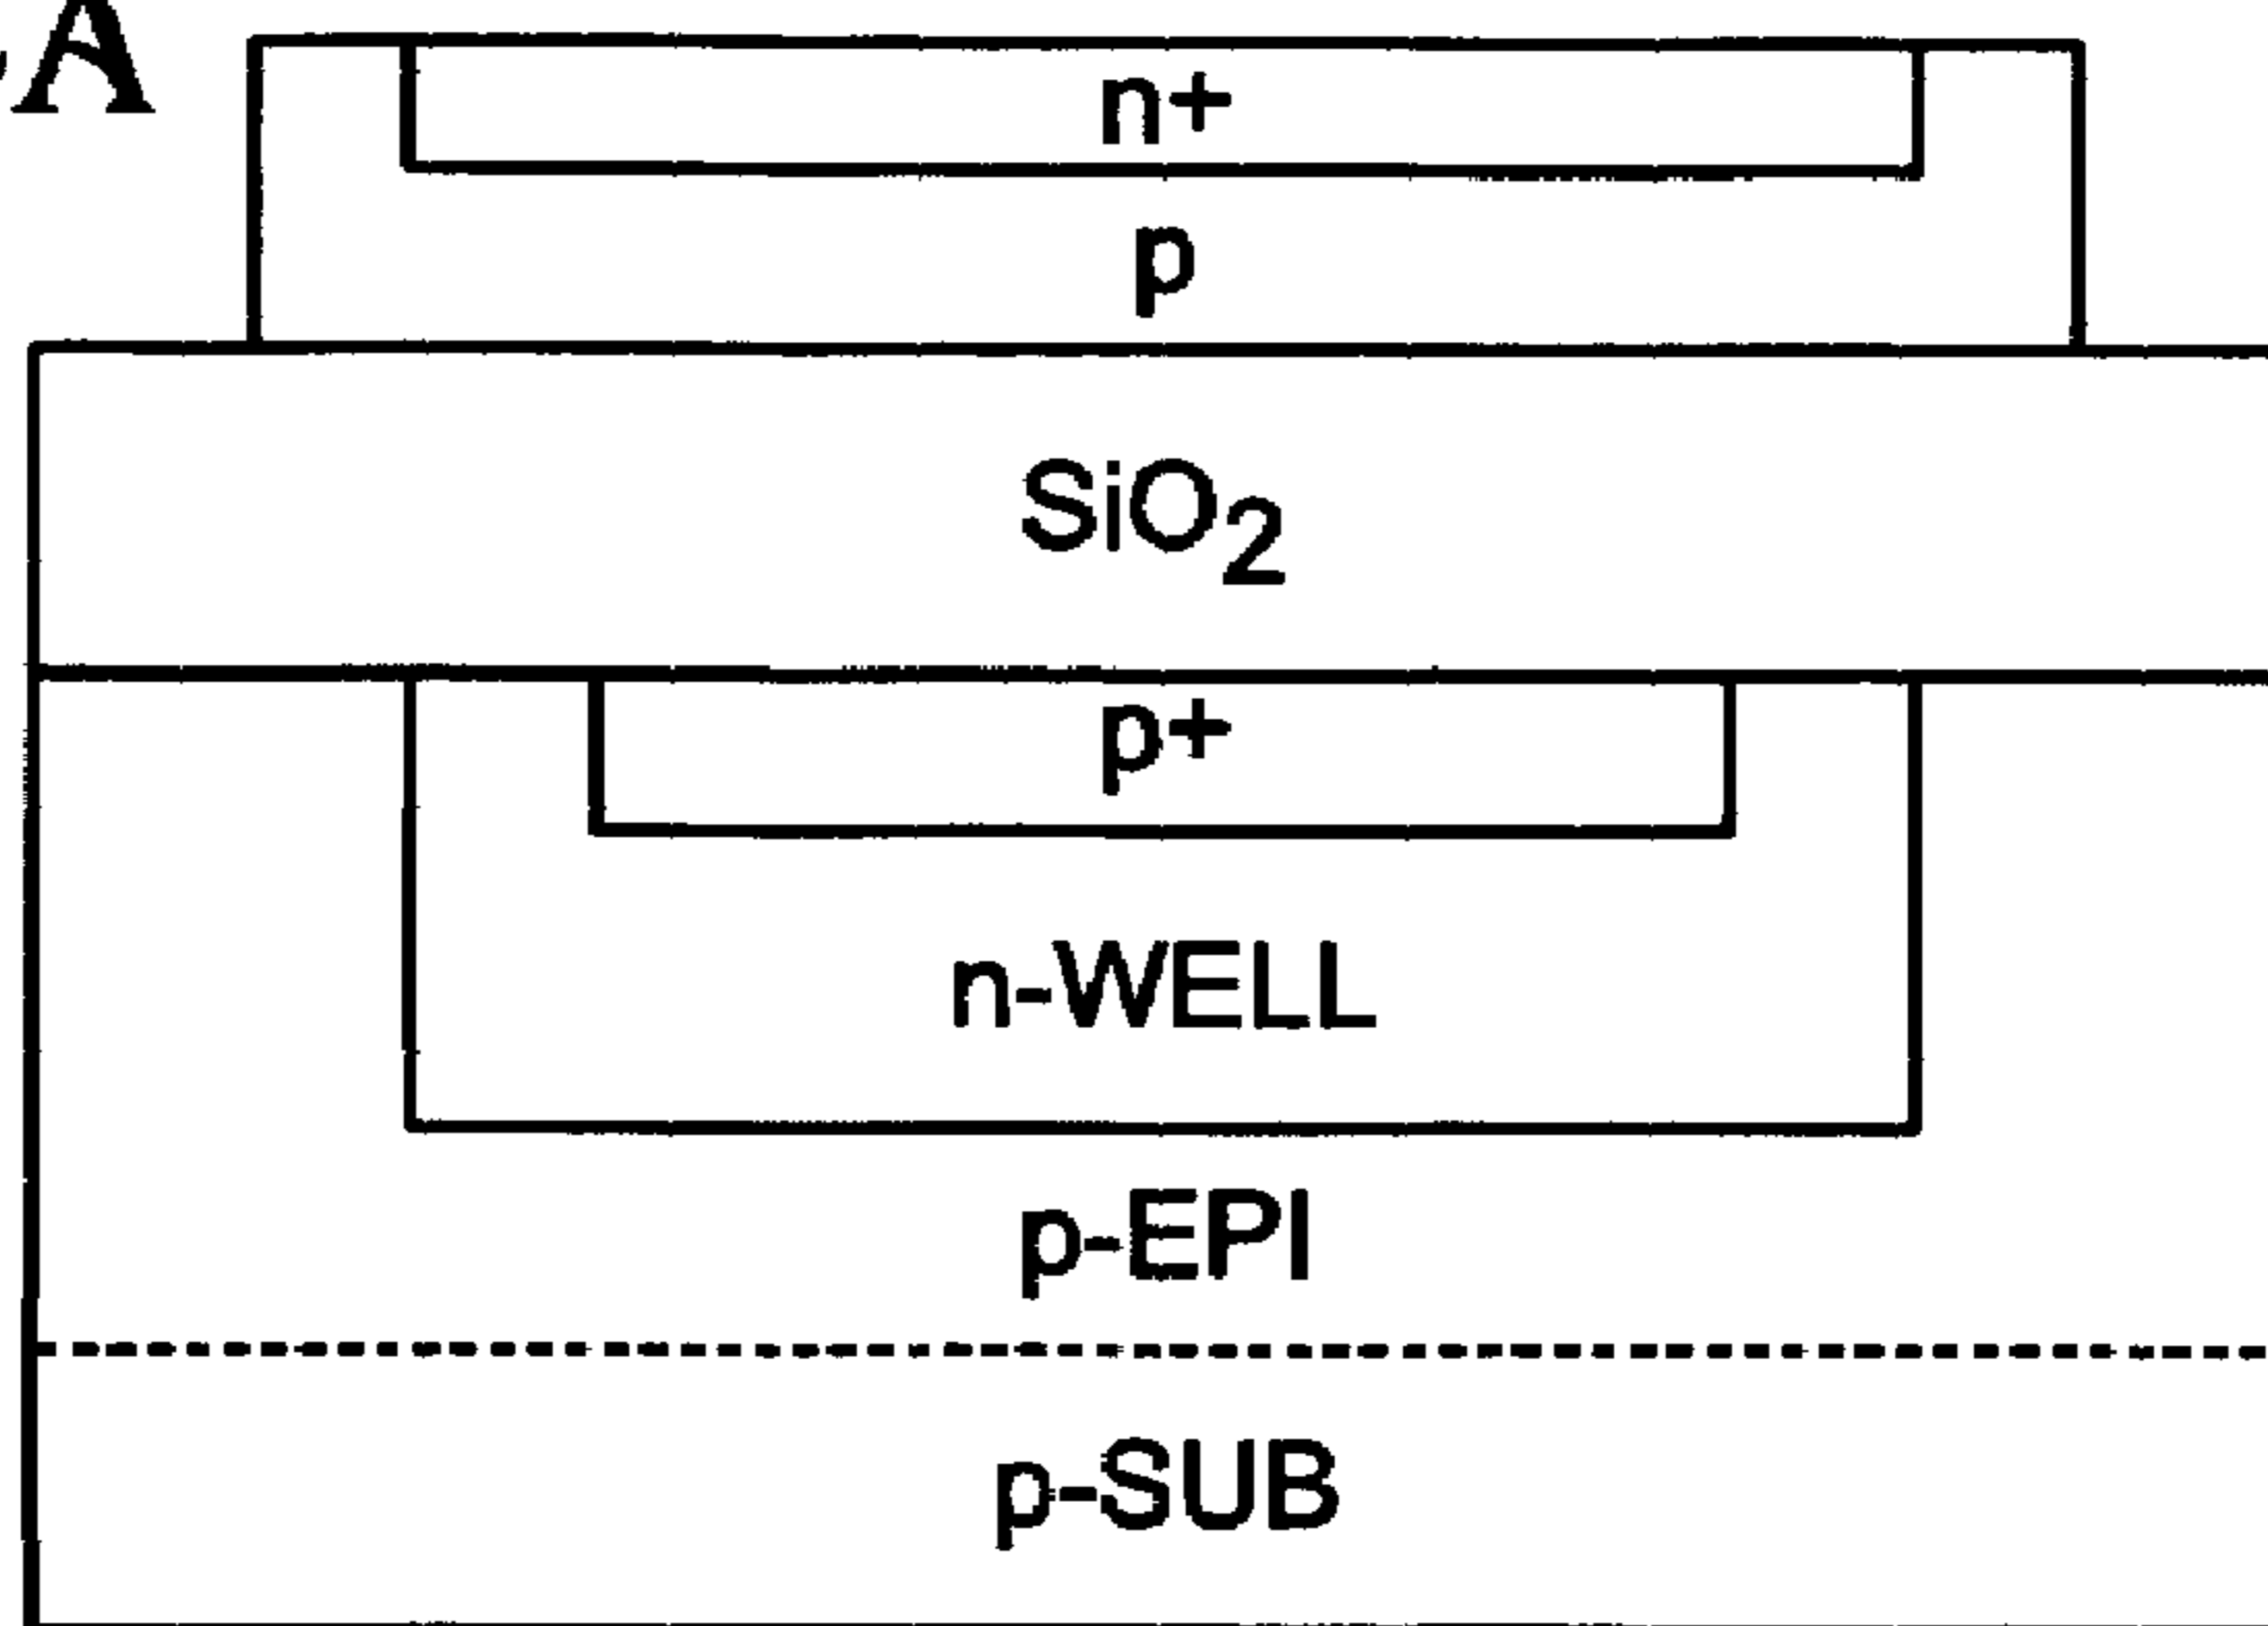 A
n+
p
SiO₂
p+
n-WELL
p-EPI
p-SUB